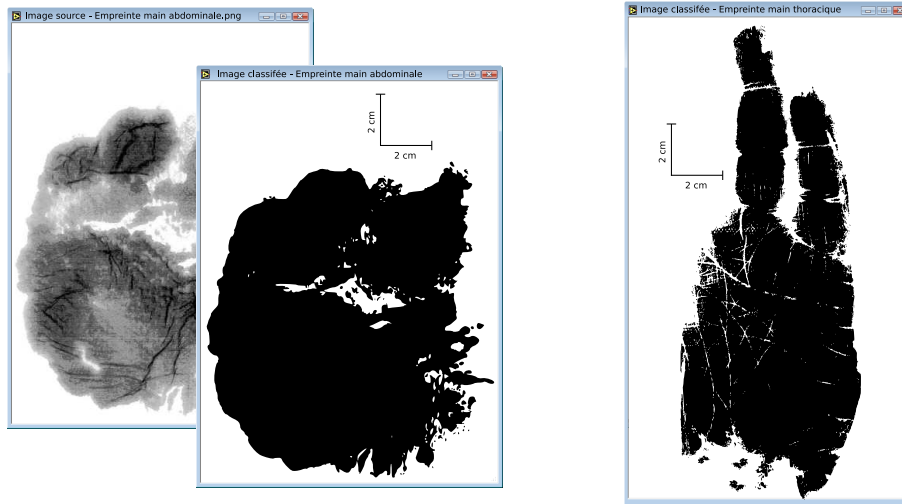 Image source - Empreinte main abdominale.png
Image classifée - Empreinte main abdominale
2 cm
2 cm
Image classifée - Empreinte main thoracique
2 cm
2 cm